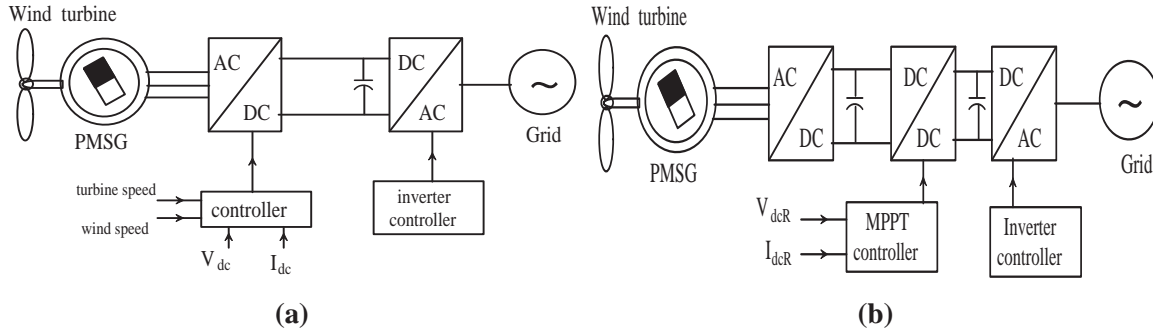 Wind turbine
AC
DC
DC
AC
~
Grid
PMSG
turbine speed
wind speed
controller
V dc
I dc
inverter
controller
(a)
Wind turbine
AC
DC
DC
DC
DC
AC
~
Grid
PMSG
V dcR
I dcR
MPPT
controller
Inverter
controller
(b)